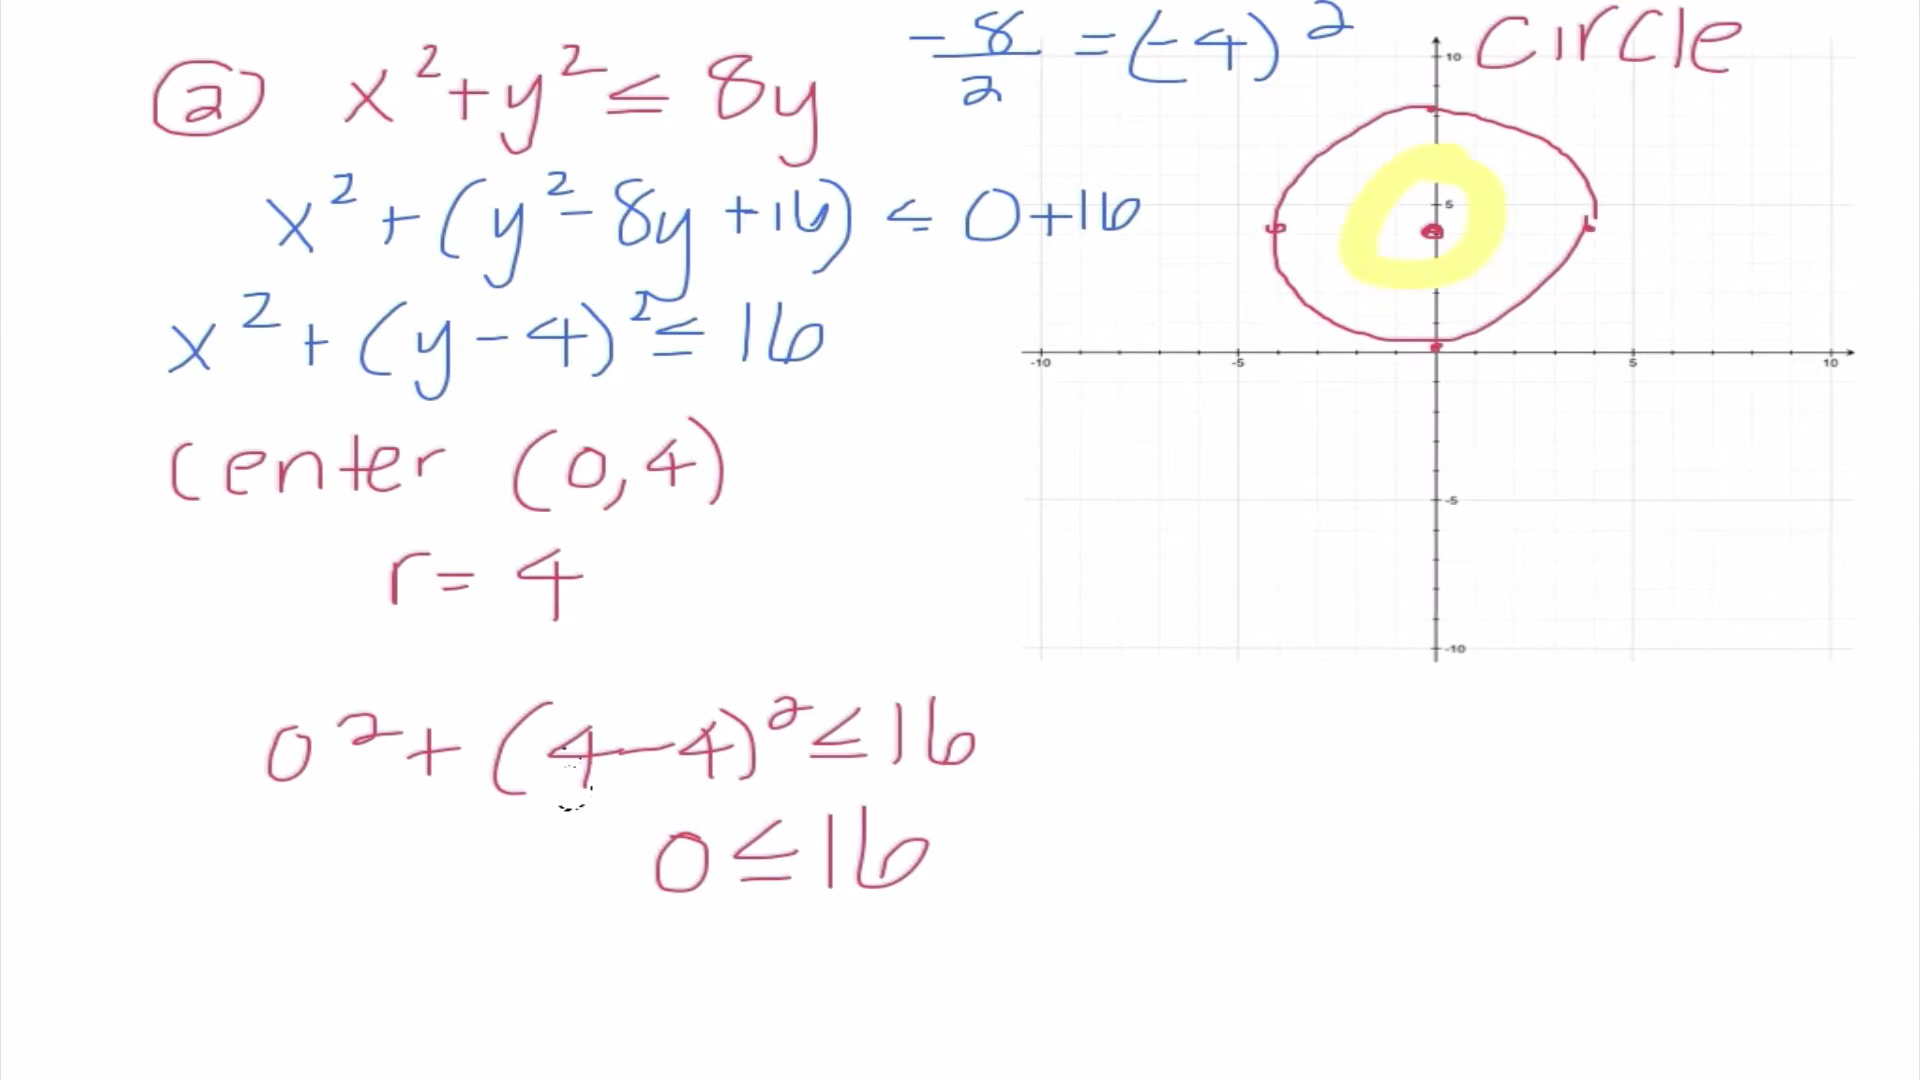 ② x² + y² ≤ 8y
-8/2 = (-4)²
circle
x² + (y² - 8y + 16) ≤ 0 + 16
x² + (y - 4)² ≤ 16
center (0, 4)
r = 4
0² + (4 - 4)² ≤ 16
0 ≤ 16
10
5
-10 -5 5 10
-5
-10